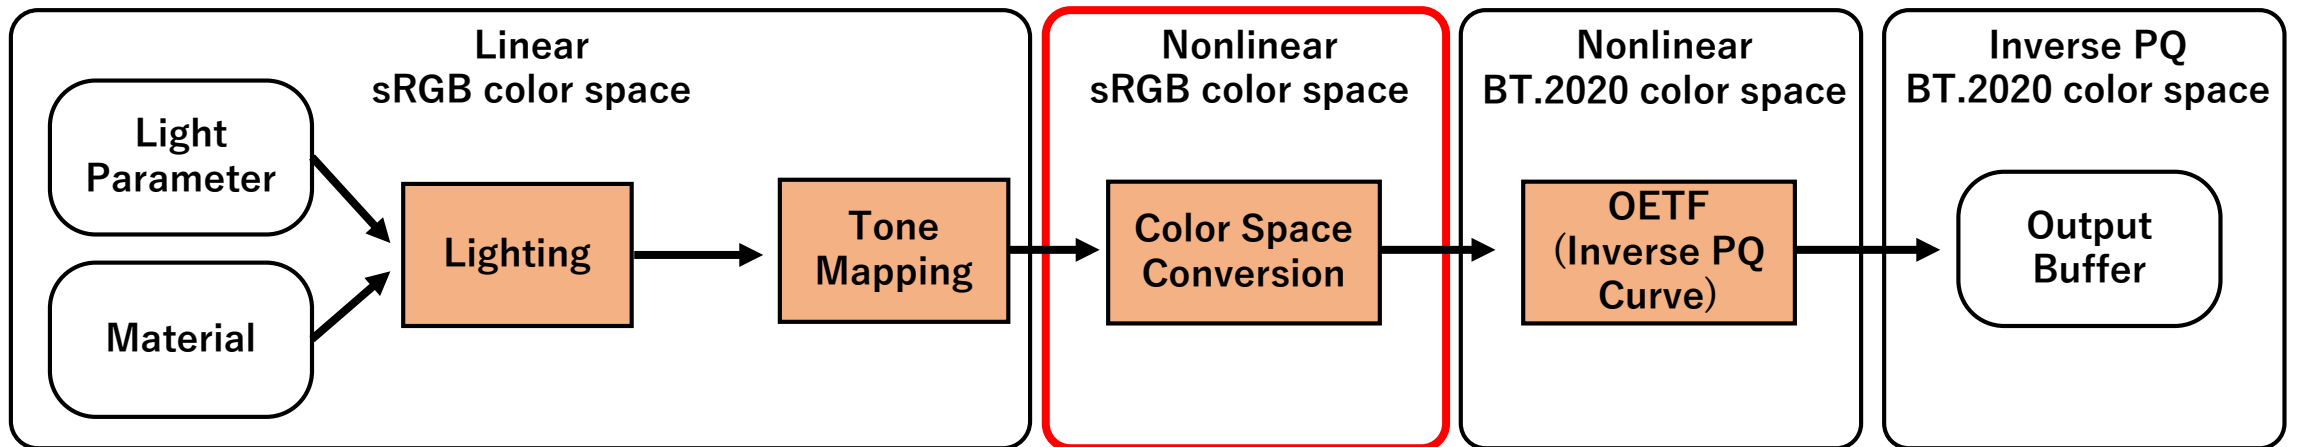 Linear
sRGB color space
Light
Parameter
Material
Lighting
Tone
Mapping
Nonlinear
sRGB color space
Color Space
Conversion
Nonlinear
BT.2020 color space
OETF
(Inverse PQ
Curve)
Inverse PQ
BT.2020 color space
Output
Buffer